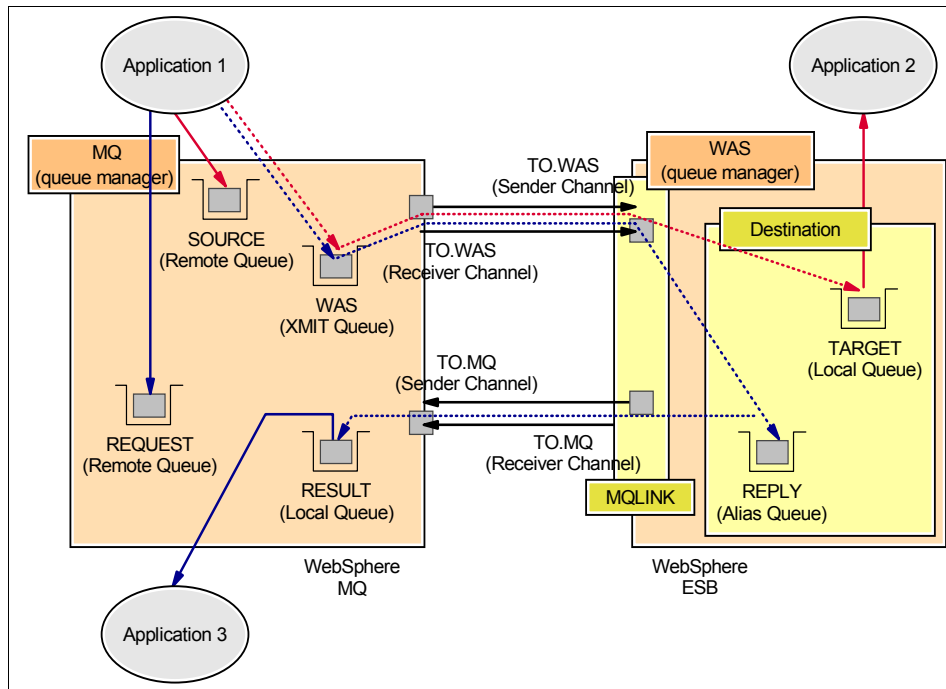 Application 1
Application 2
MQ
(queue manager)
WAS
(queue manager)
TO.WAS
(Sender Channel)
Destination
SOURCE
(Remote Queue)
TO.WAS
(Receiver Channel)
WAS
(XMIT Queue)
TARGET
(Local Queue)
TO.MQ
(Sender Channel)
REQUEST
(Remote Queue)
TO.MQ
(Receiver Channel)
RESULT
(Local Queue)
MQLINK
REPLY
(Alias Queue)
WebSphere
MQ
WebSphere
ESB
Application 3